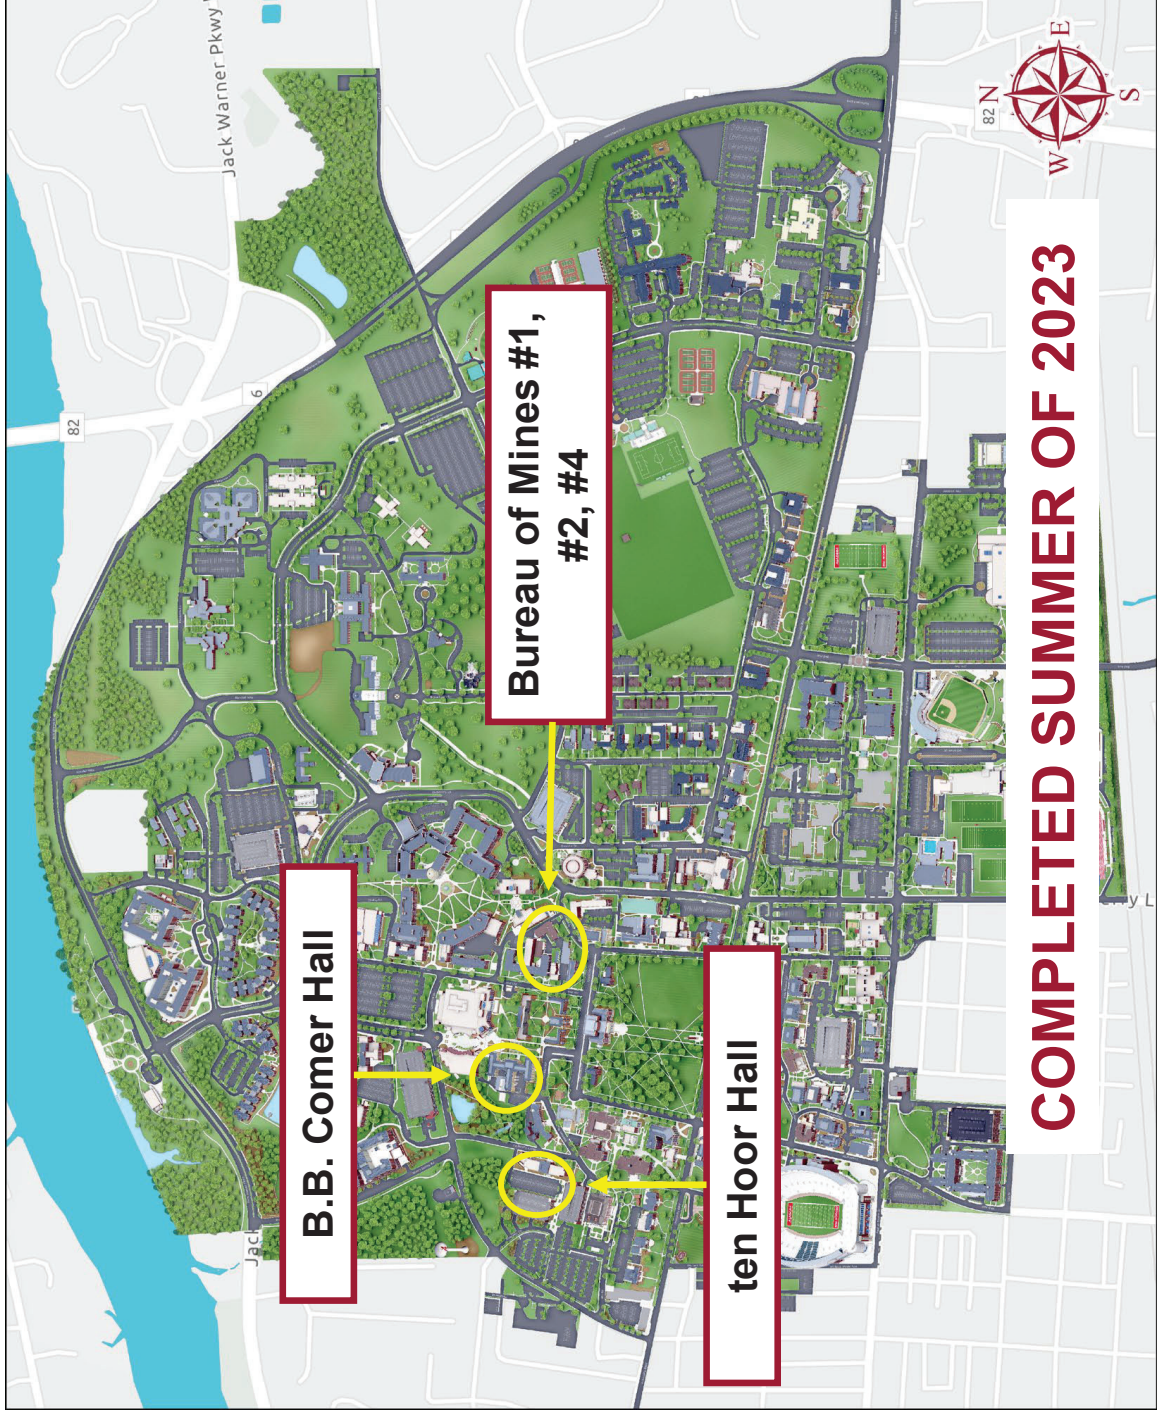 COMPLETED SUMMER OF 2023
B.B. Comer Hall
Bureau of Mines #1,
#2, #4
ten Hoor Hall
Jack Warner Pkwy
82
6
82
N
E
S
W